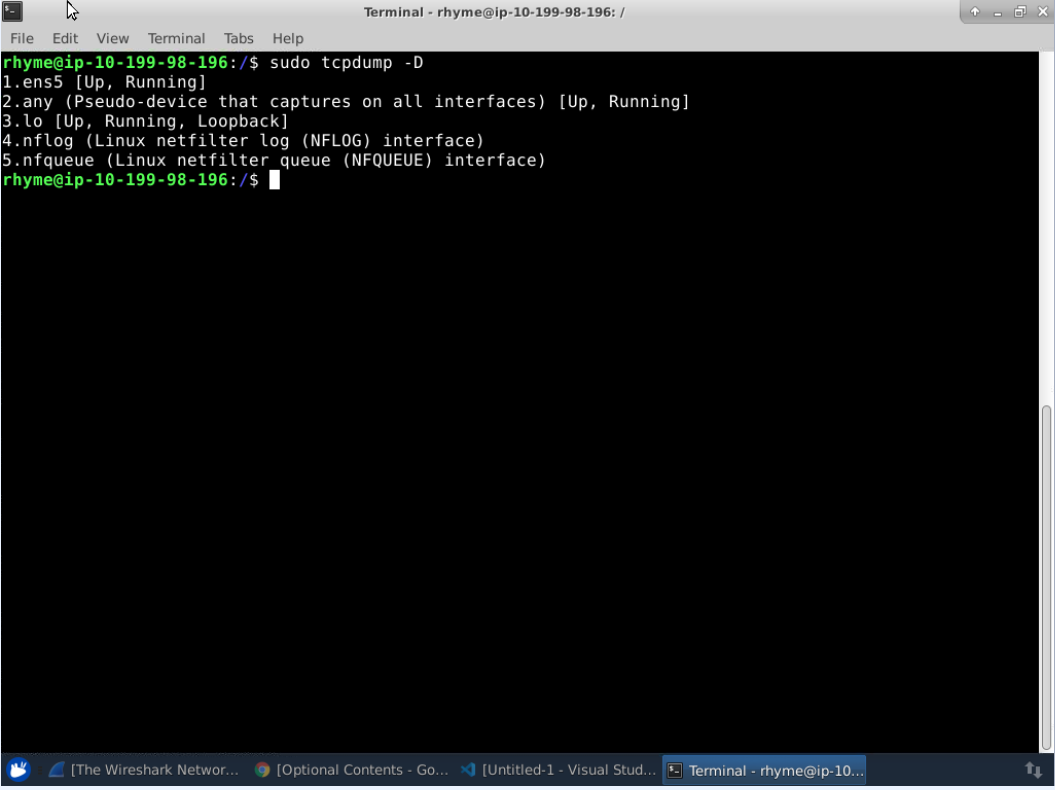 Terminal - rhyme@ip-10-199-98-196: /
File Edit View Terminal Tabs Help
rhyme@ip-10-199-98-196:/$ sudo tcpdump -D
1.ens5 [Up, Running]
2.any (Pseudo-device that captures on all interfaces) [Up, Running]
3.lo [Up, Running, Loopback]
4.nflog (Linux netfilter log (NFLOG) interface)
5.nfqueue (Linux netfilter queue (NFQUEUE) interface)
rhyme@ip-10-199-98-196:/$
[The Wireshark Networ... [Optional Contents - Go... [Untitled-1 - Visual Stud... Terminal - rhyme@ip-10...